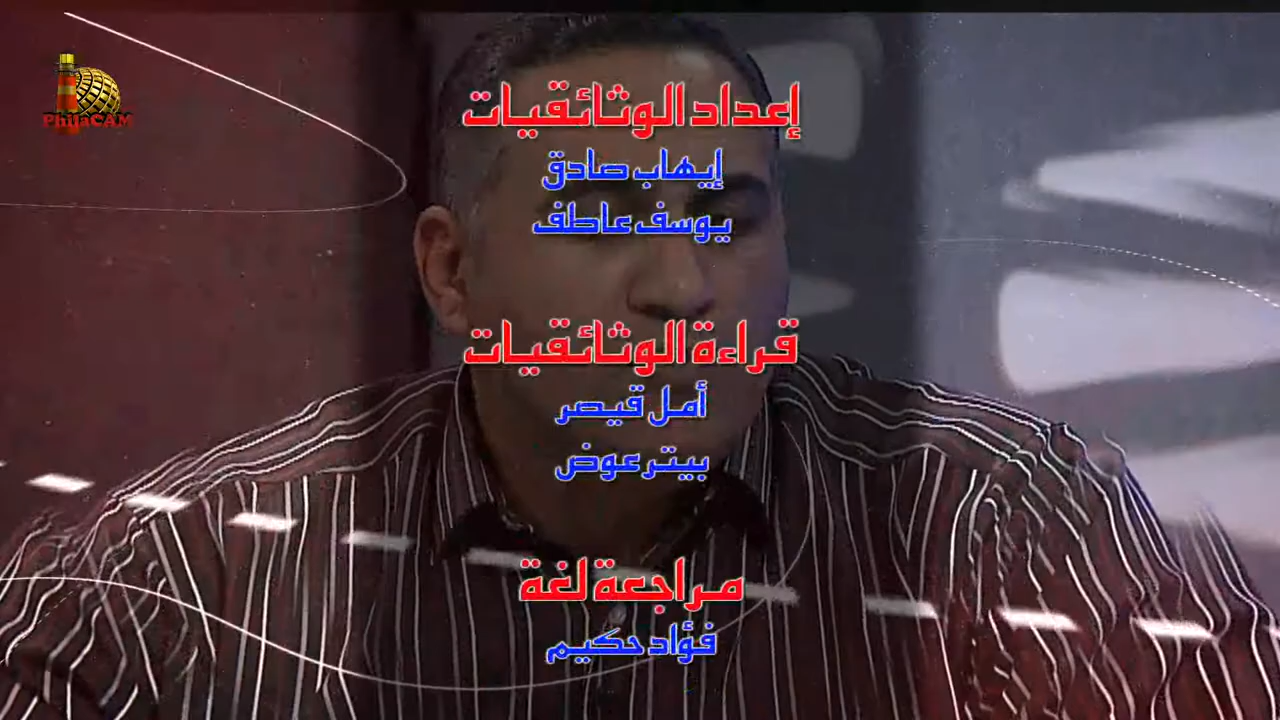 PhilaCAM
إعداد الوثائقيات
إيهاب صادق
يوسف عاطف
قراءة الوثائقيات
أمل قيصر
بيتر عوض
مراجعة لغة
فؤاد حكيم